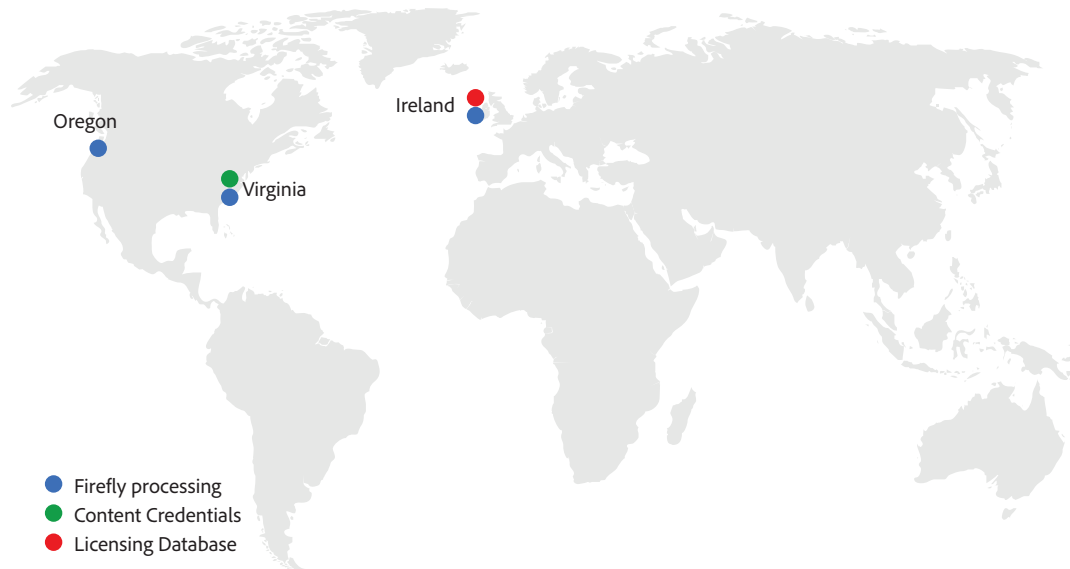 Ireland
Oregon
Virginia
Firefly processing
Content Credentials
Licensing Database